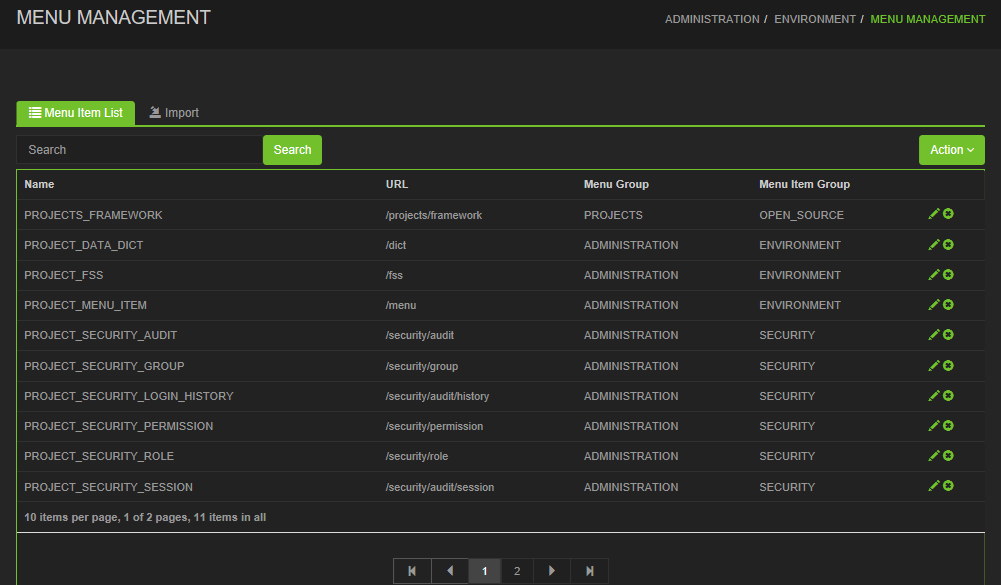 MENU MANAGEMENT
ADMINISTRATION / ENVIRONMENT / MENU MANAGEMENT
Menu Item List Import
Search Search Action
Name URL Menu Group Menu Item Group
PROJECTS_FRAMEWORK /projects/framework PROJECTS OPEN_SOURCE
PROJECT_DATA_DICT /dict ADMINISTRATION ENVIRONMENT
PROJECT_FSS /fss ADMINISTRATION ENVIRONMENT
PROJECT_MENU_ITEM /menu ADMINISTRATION ENVIRONMENT
PROJECT_SECURITY_AUDIT /security/audit ADMINISTRATION SECURITY
PROJECT_SECURITY_GROUP /security/group ADMINISTRATION SECURITY
PROJECT_SECURITY_LOGIN_HISTORY /security/audit/history ADMINISTRATION SECURITY
PROJECT_SECURITY_PERMISSION /security/permission ADMINISTRATION SECURITY
PROJECT_SECURITY_ROLE /security/role ADMINISTRATION SECURITY
PROJECT_SECURITY_SESSION /security/audit/session ADMINISTRATION SECURITY
10 items per page, 1 of 2 pages, 11 items in all
1 2